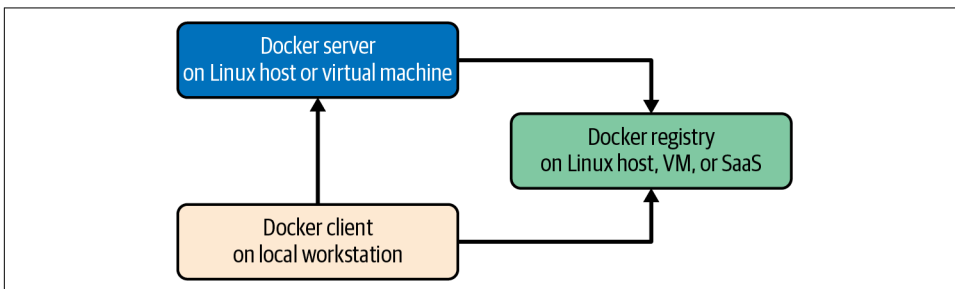 Docker server
on Linux host or virtual machine
Docker registry
on Linux host, VM, or SaaS
Docker client
on local workstation